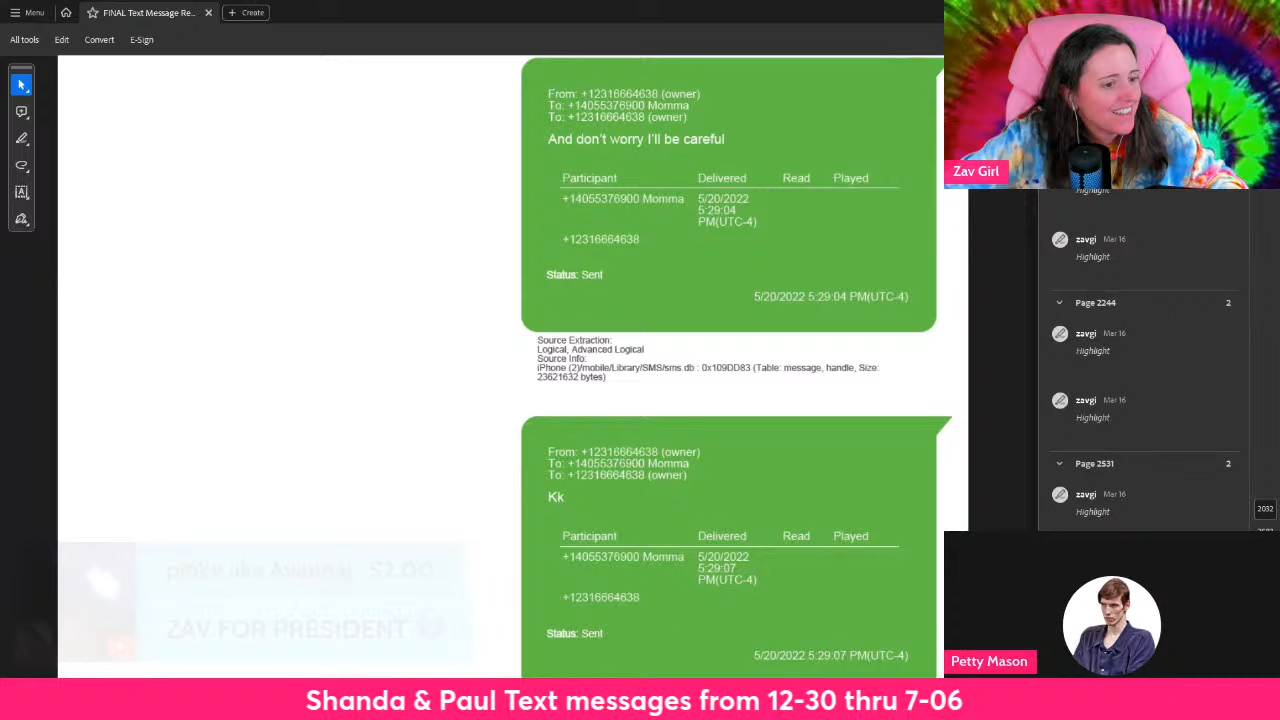 Menu
FINAL Text Message Re...
Create
All tools
Edit
Convert
E-Sign
From: +12316664638 (owner)
To: +14055376900 Momma
To: +12316664638 (owner)
And don't worry I'll be careful
Participant Delivered Read Played
+14055376900 Momma 5/20/2022
5:29:04
PM(UTC-4)
+12316664638
Status: Sent
5/20/2022 5:29:04 PM(UTC-4)
Source Extraction:
Logical, Advanced Logical
Source Info:
iPhone (2)/mobile/Library/SMS/sms.db : 0x109DD83 (Table: message, handle, Size:
23621632 bytes)
From: +12316664638 (owner)
To: +14055376900 Momma
To: +12316664638 (owner)
Kk
Participant Delivered Read Played
+14055376900 Momma 5/20/2022
5:29:07
PM(UTC-4)
+12316664638
Status: Sent
5/20/2022 5:29:07 PM(UTC-4)
$2.00
ZAV FOR PRESIDENT
Zav Girl
Highlight
zavgi Mar 16
Highlight
Page 2244 2
zavgi Mar 16
Highlight
zavgi Mar 16
Highlight
Page 2531 2
zavgi Mar 16
Highlight
2032
Petty Mason
Shanda & Paul Text messages from 12-30 thru 7-06